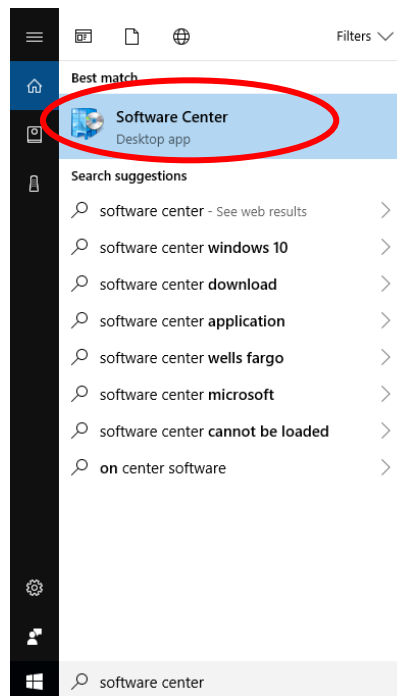 Filters
Best match
Software Center
Desktop app
Search suggestions
software center - See web results
software center windows 10
software center download
software center application
software center wells fargo
software center microsoft
software center cannot be loaded
on center software
software center